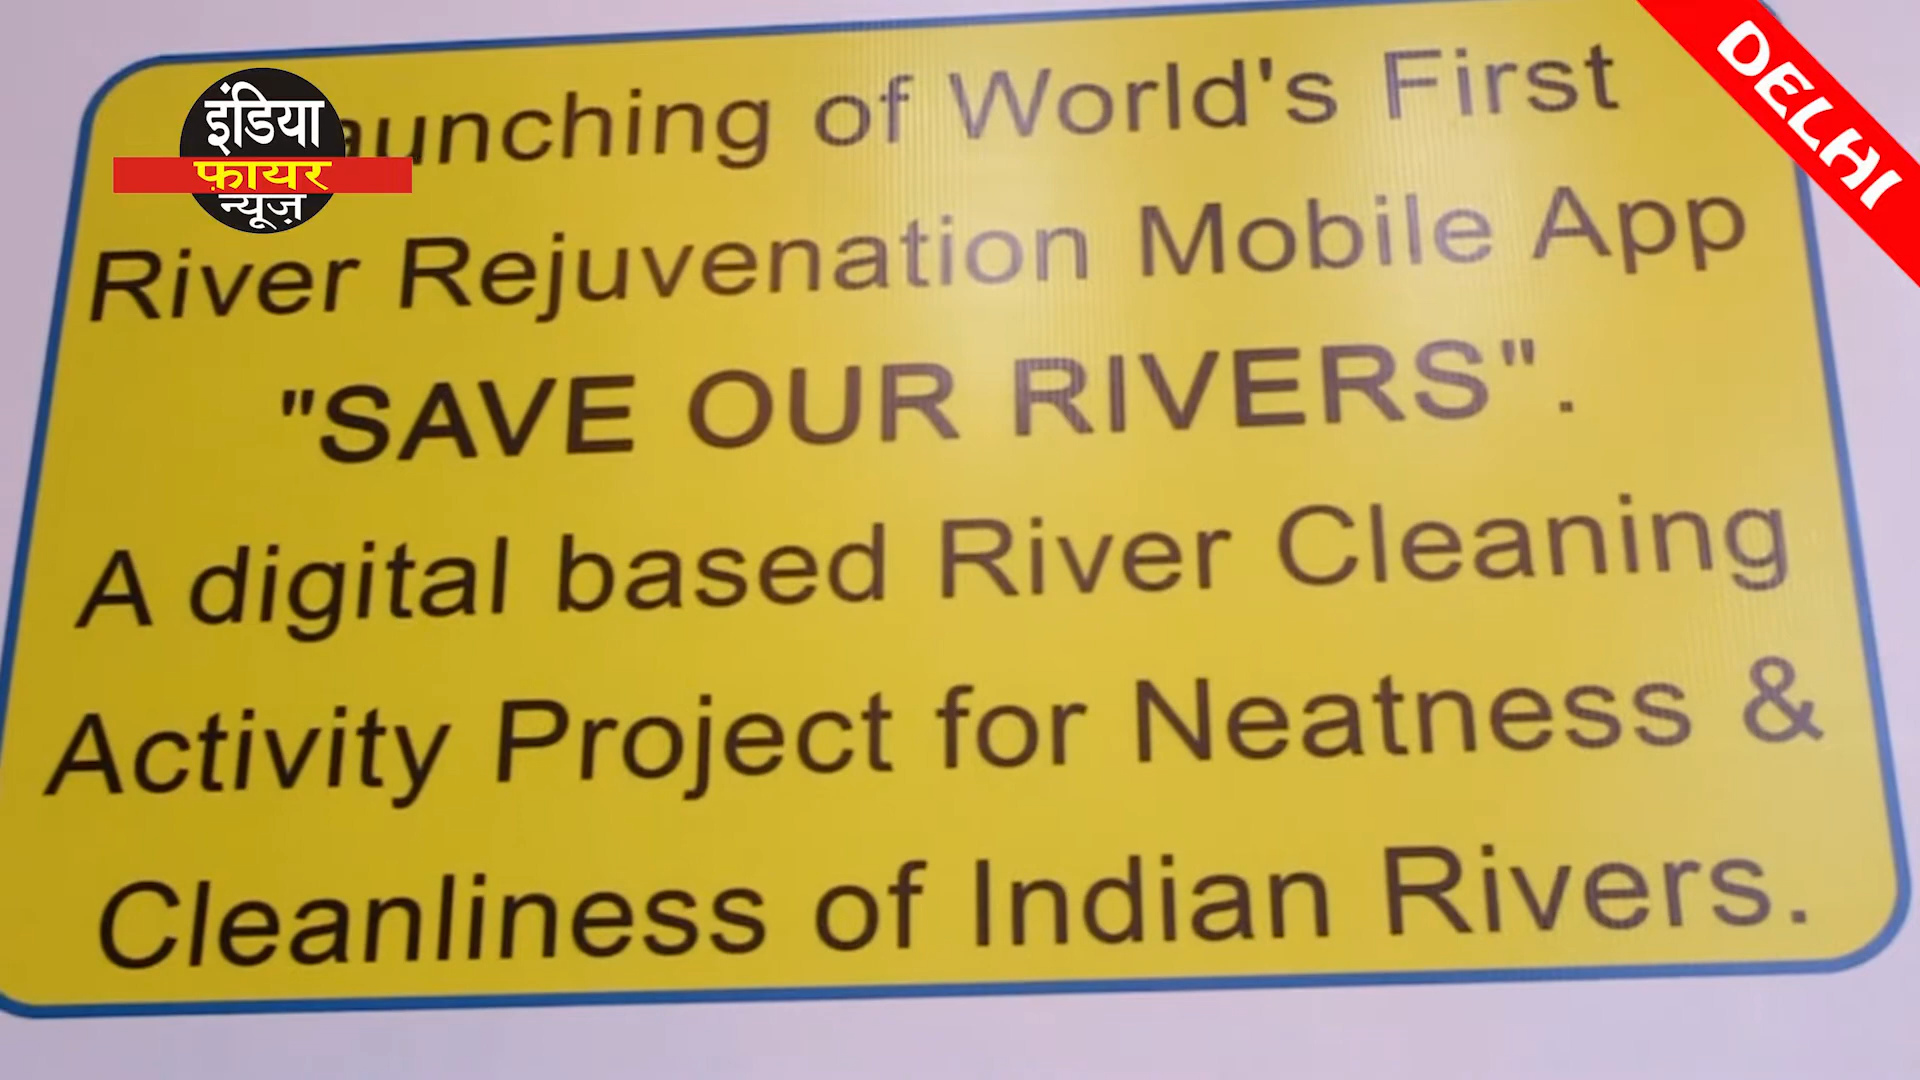 इंडिया
फ़ायर
न्यूज़
DELHI
aunching of World's First
River Rejuvenation Mobile App
"SAVE OUR RIVERS".
A digital based River Cleaning
Activity Project for Neatness &
Cleanliness of Indian Rivers.